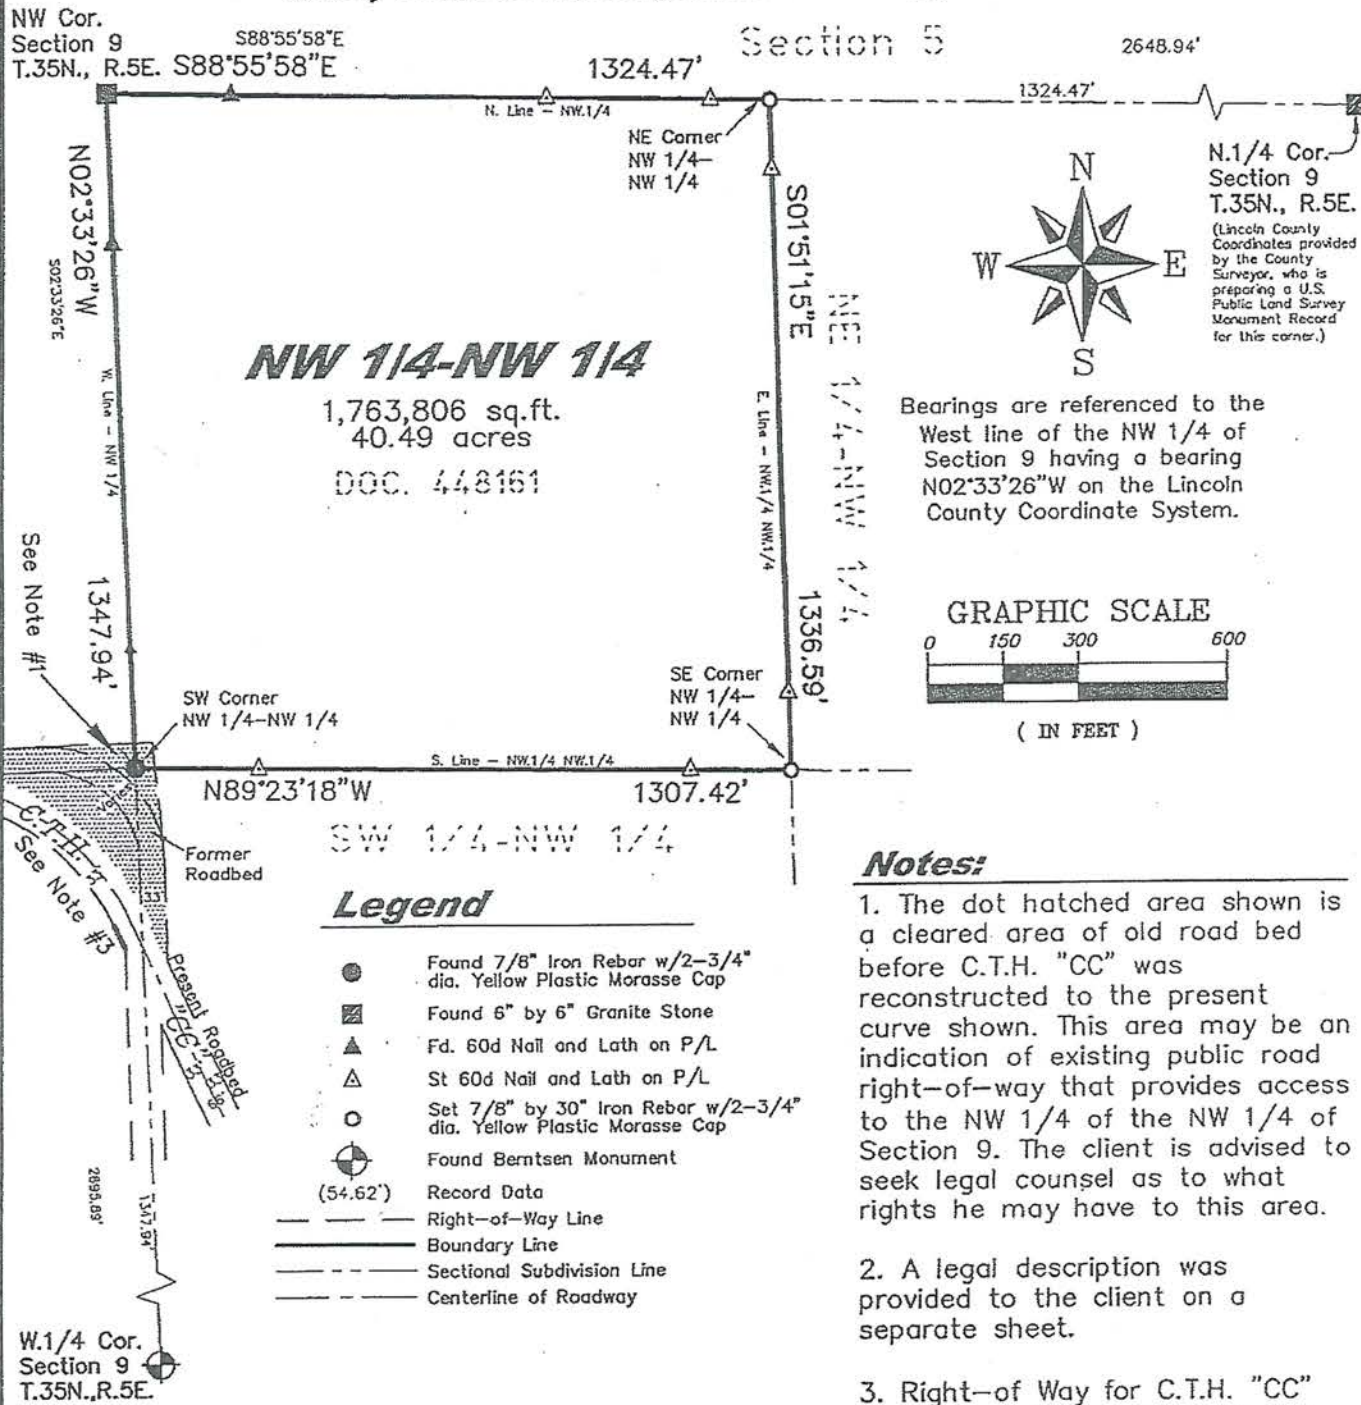 NW Cor.
Section 9
T.35N., R.5E.
S88°55'58"E
S88°55'58"E
1324.47'
Section 5
2648.94'
1324.47'
N. Line - NW.1/4
NE Corner
NW 1/4-
NW 1/4
N.1/4 Cor.
Section 9
T.35N., R.5E.
(Lincoln County
Coordinates provided
by the County
Surveyor, who is
preparing a U.S.
Public Land Survey
Monument Record
for this corner.)
N
W
E
S
N02°33'26"W
S02°33'26"E
W. Line - NW 1/4
1347.94'
S01°51'15"E
E. Line - NW.1/4 NW.1/4
1336.59'
NE 1/4-NW 1/4
NW 1/4-NW 1/4
1,763,806 sq.ft.
40.49 acres
DOC. 448161
Bearings are referenced to the
West line of the NW 1/4 of
Section 9 having a bearing
N02°33'26"W on the Lincoln
County Coordinate System.
GRAPHIC SCALE
0 150 300 600
( IN FEET )
See Note #1
SW Corner
NW 1/4-NW 1/4
SE Corner
NW 1/4-
NW 1/4
S. Line - NW.1/4 NW.1/4
N89°23'18"W
1307.42'
Varies
C.T.H.
See Note #3
Former
Roadbed
33'
SW 1/4-NW 1/4
Present Roadbed
"CC"
2695.89'
1347.94'
W.1/4 Cor.
Section 9
T.35N.,R.5E.
Legend
Found 7/8" Iron Rebar w/2-3/4"
dia. Yellow Plastic Morasse Cap
Found 6" by 6" Granite Stone
Fd. 60d Nail and Lath on P/L
St 60d Nail and Lath on P/L
Set 7/8" by 30" Iron Rebar w/2-3/4"
dia. Yellow Plastic Morasse Cap
Found Berntsen Monument
(54.62') Record Data
Right-of-Way Line
Boundary Line
Sectional Subdivision Line
Centerline of Roadway
Notes:
1. The dot hatched area shown is
a cleared area of old road bed
before C.T.H. "CC" was
reconstructed to the present
curve shown. This area may be an
indication of existing public road
right-of-way that provides access
to the NW 1/4 of the NW 1/4 of
Section 9. The client is advised to
seek legal counsel as to what
rights he may have to this area.
2. A legal description was
provided to the client on a
separate sheet.
3. Right-of Way for C.T.H. "CC"